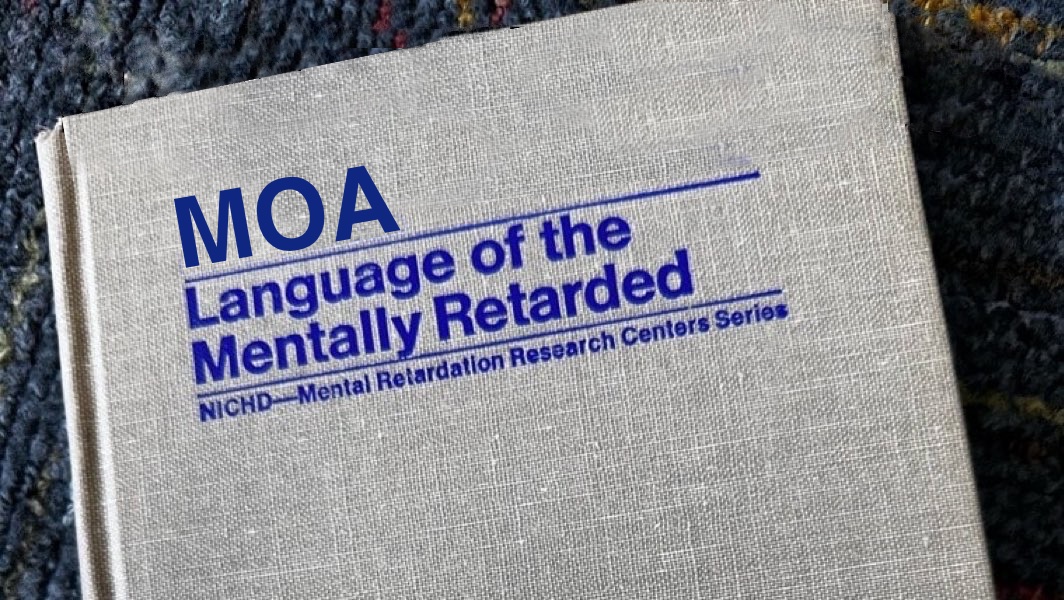 MOA
Language of the
Mentally Retarded
NICHD—Mental Retardation Research Centers Series